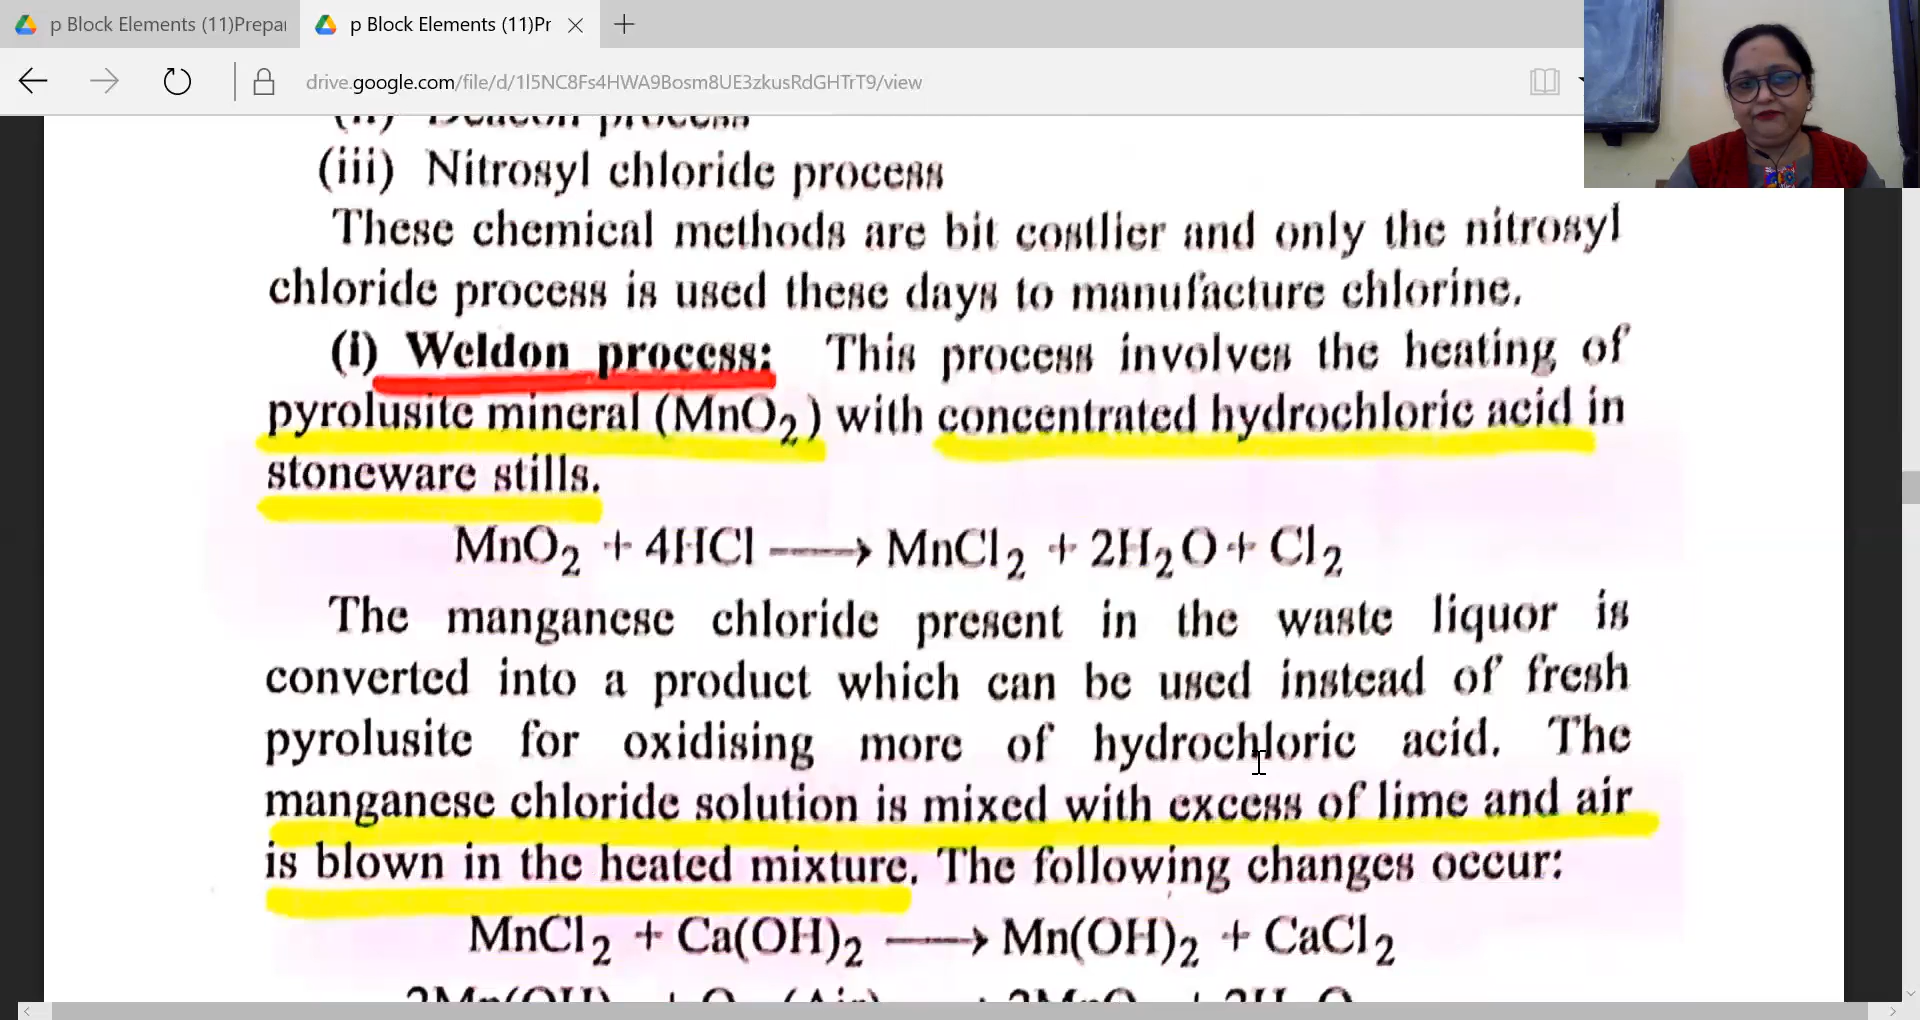 p Block Elements (11)Prepar
p Block Elements (11)Pr
drive.google.com/file/d/1I5NC8Fs4HWA9Bosm8UE3zkusRdGHTrT9/view
(ii) Deacon process
(iii) Nitrosyl chloride process
These chemical methods are bit costlier and only the nitrosyl
chloride process is used these days to manufacture chlorine.
(i) Weldon process: This process involves the heating of
pyrolusite mineral (MnO₂) with concentrated hydrochloric acid in
stoneware stills.
MnO₂ + 4HCl ⟶ MnCl₂ + 2H₂O + Cl₂
The manganese chloride present in the waste liquor is
converted into a product which can be used instead of fresh
pyrolusite for oxidising more of hydrochloric acid. The
manganese chloride solution is mixed with excess of lime and air
is blown in the heated mixture. The following changes occur:
MnCl₂ + Ca(OH)₂ ⟶ Mn(OH)₂ + CaCl₂